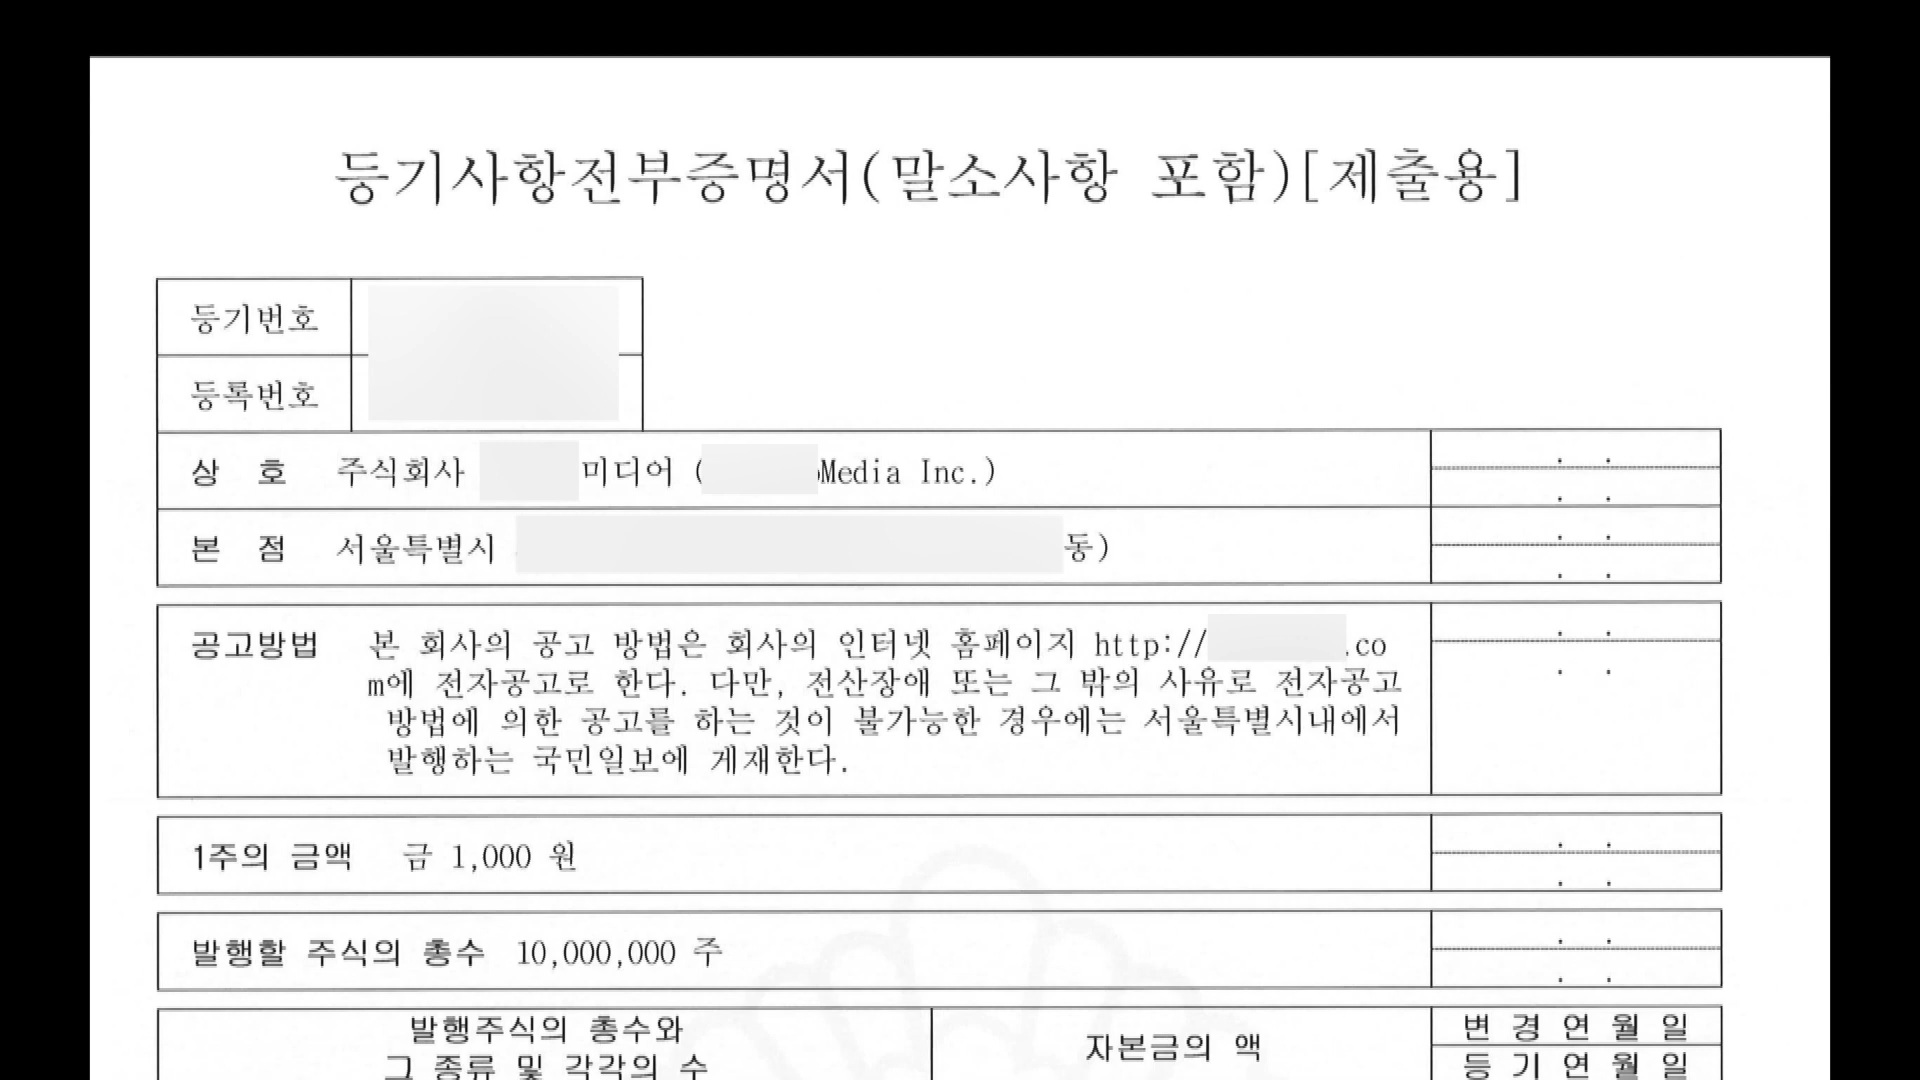 등기사항전부증명서(말소사항 포함)[제출용]
등기번호
등록번호
상 호 주식회사 미디어 ( Media Inc.)
. .
. .
본 점 서울특별시 동)
. .
. .
공고방법 본 회사의 공고 방법은 회사의 인터넷 홈페이지 http:// .co
m에 전자공고로 한다. 다만, 전산장애 또는 그 밖의 사유로 전자공고
방법에 의한 공고를 하는 것이 불가능한 경우에는 서울특별시내에서
발행하는 국민일보에 게재한다.
. .
. .
1주의 금액 금 1,000 원
. .
. .
발행할 주식의 총수 10,000,000 주
. .
. .
발행주식의 총수와
그 종류 및 각각의 수
자본금의 액
변 경 연 월 일
등 기 연 월 일